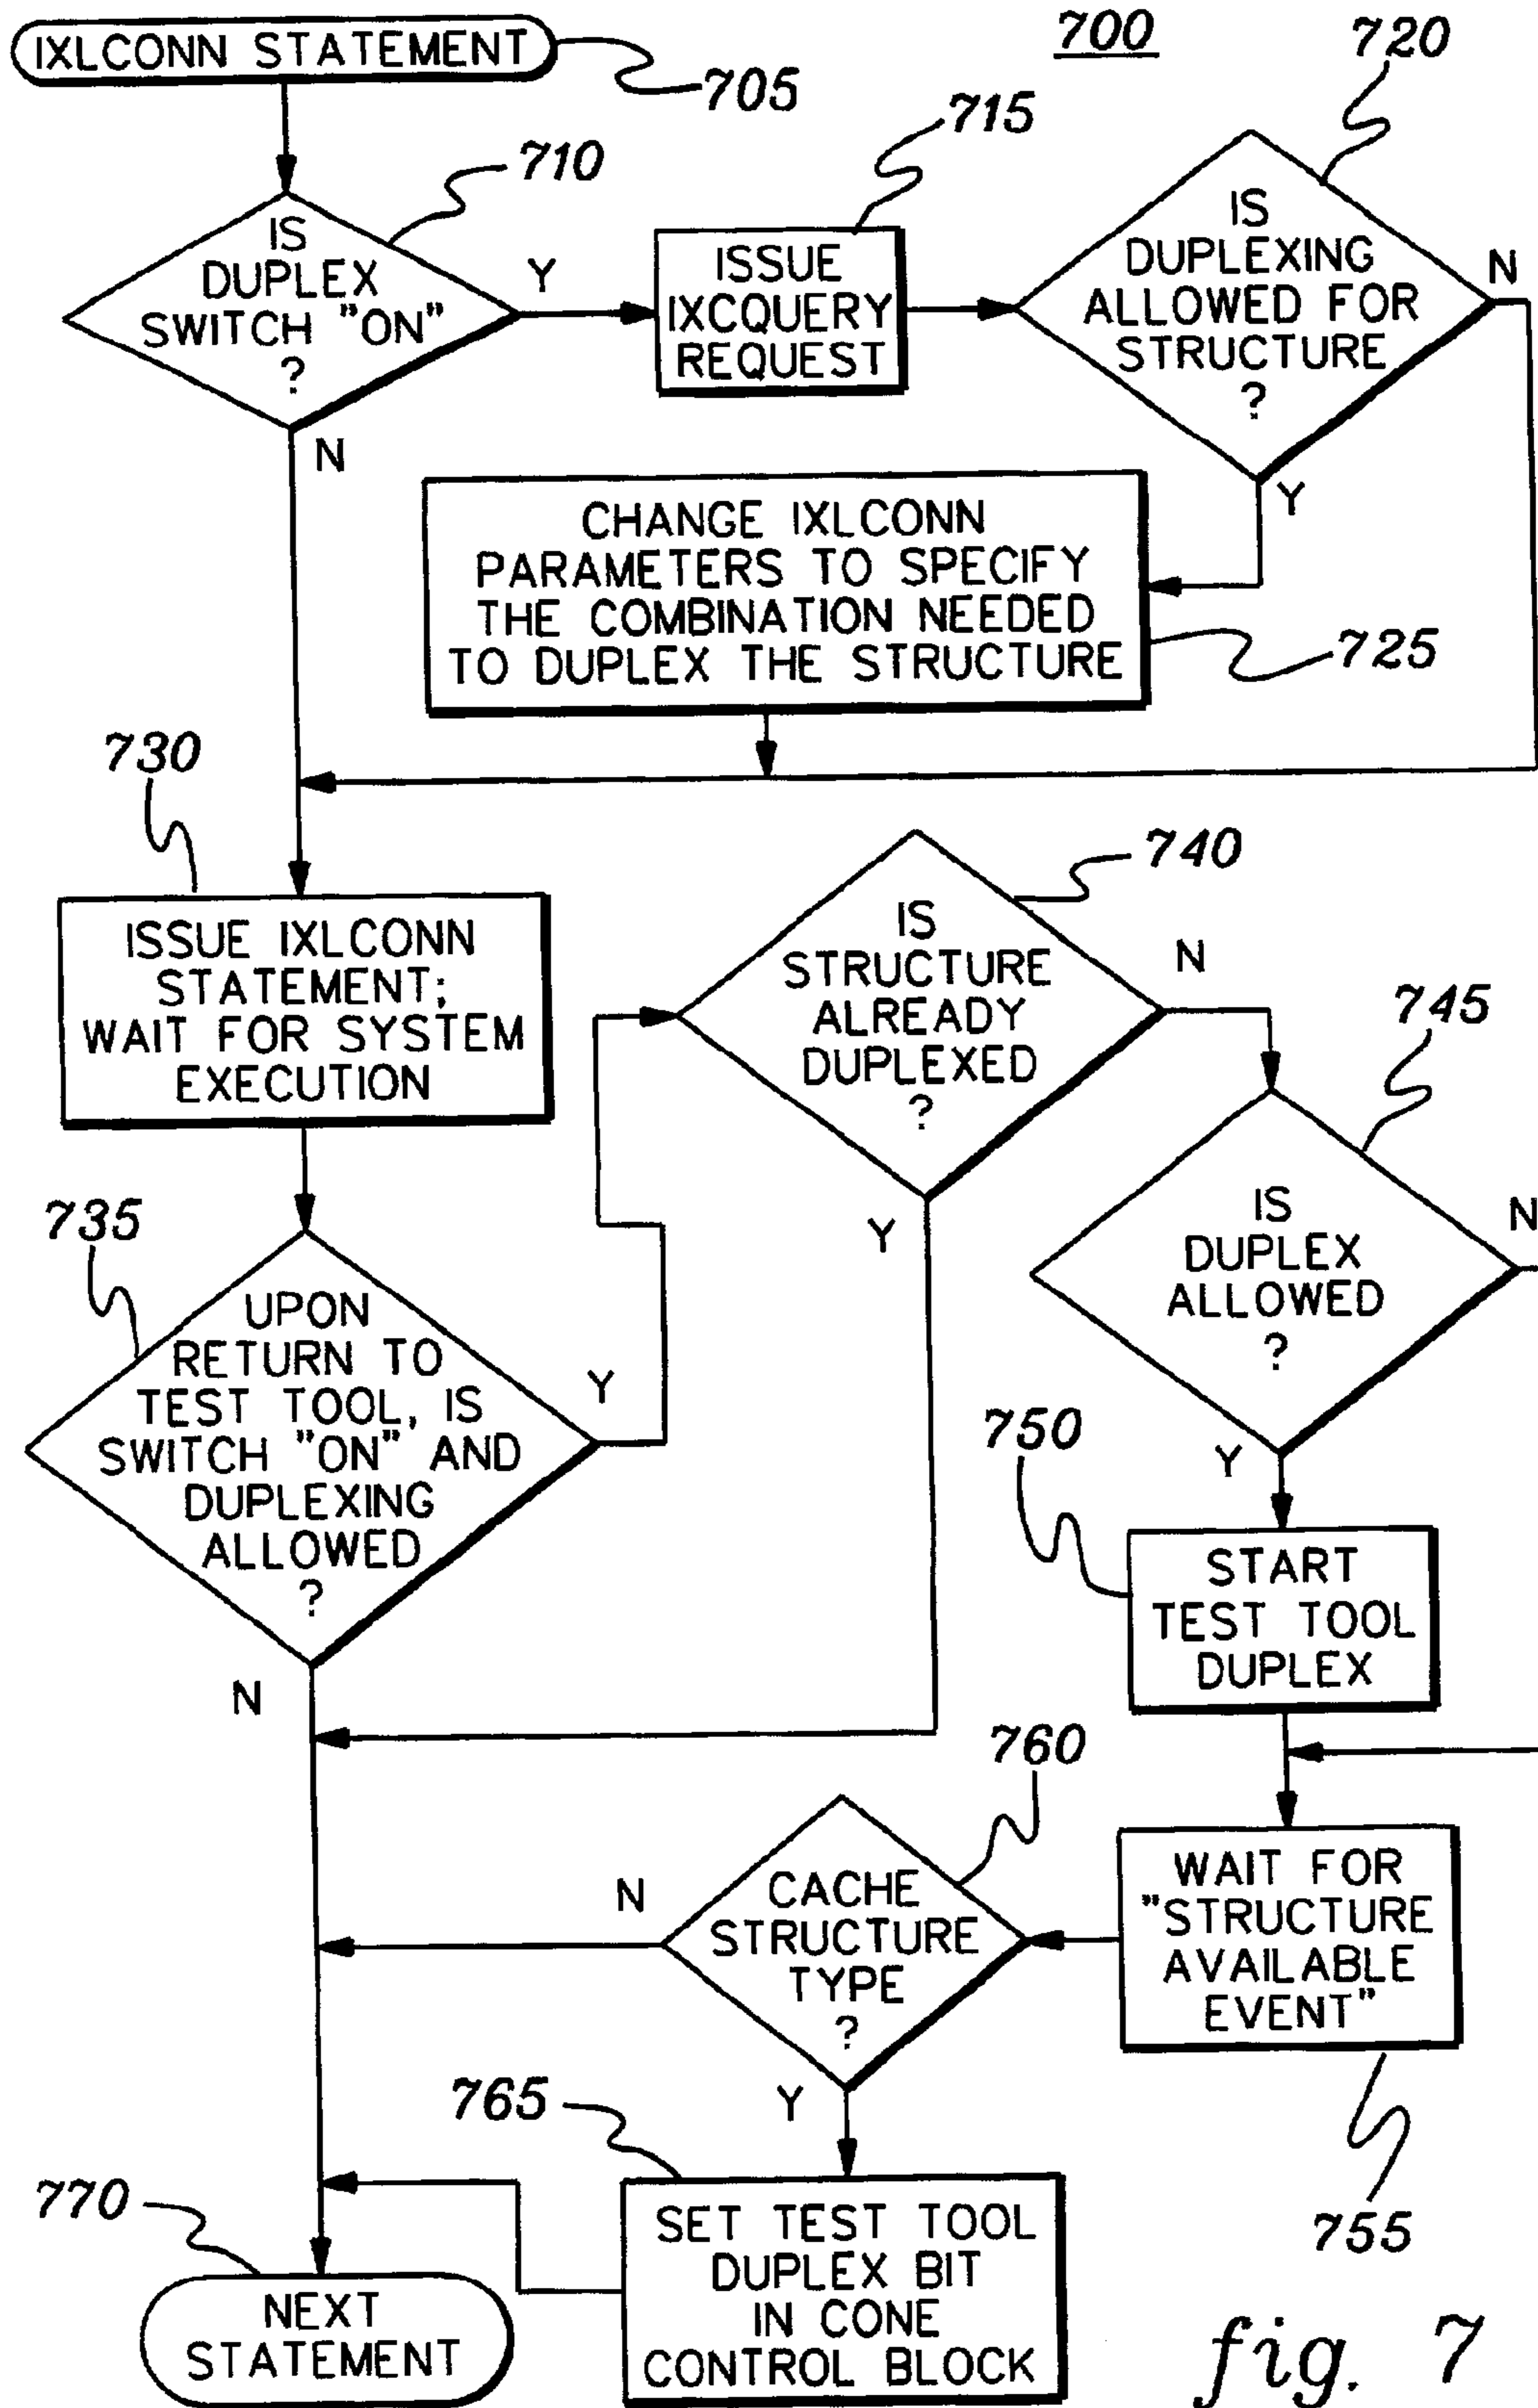 700
IXLCONN STATEMENT
705
710
IS
DUPLEX
SWITCH "ON"
?
Y
N
715
ISSUE
IXCQUERY
REQUEST
720
IS
DUPLEXING
ALLOWED FOR
STRUCTURE
?
N
Y
CHANGE IXLCONN
PARAMETERS TO SPECIFY
THE COMBINATION NEEDED
TO DUPLEX THE STRUCTURE
725
730
ISSUE IXLCONN
STATEMENT;
WAIT FOR SYSTEM
EXECUTION
735
UPON
RETURN TO
TEST TOOL, IS
SWITCH "ON" AND
DUPLEXING
ALLOWED
?
Y
N
740
IS
STRUCTURE
ALREADY
DUPLEXED
?
N
Y
745
IS
DUPLEX
ALLOWED
?
N
Y
750
START
TEST TOOL
DUPLEX
WAIT FOR
"STRUCTURE
AVAILABLE
EVENT"
755
760
CACHE
STRUCTURE
TYPE
?
N
Y
765
SET TEST TOOL
DUPLEX BIT
IN CONE
CONTROL BLOCK
770
NEXT
STATEMENT
fig. 7